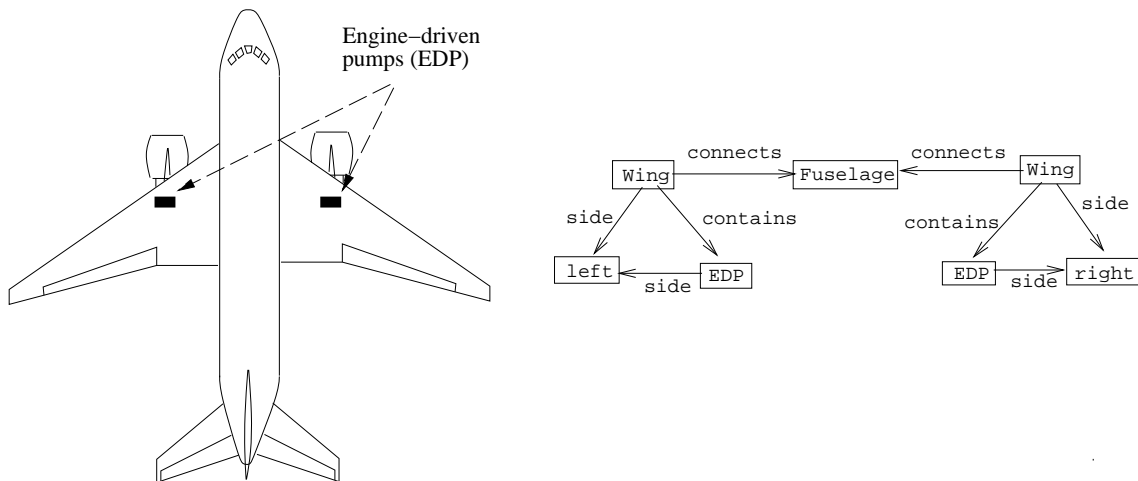 Engine–driven
pumps (EDP)
connects
connects
Wing
Fuselage
Wing
side
contains
contains
side
left
side
EDP
EDP
side
right